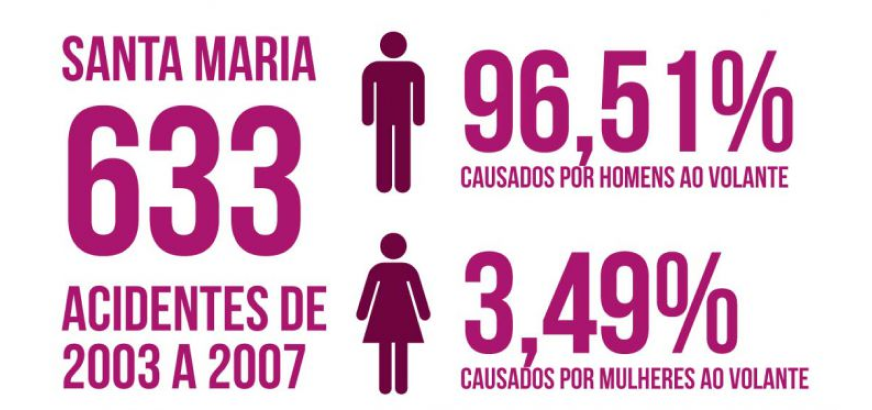 SANTA MARIA
633
ACIDENTES DE
2003 A 2007
96,51%
CAUSADOS POR HOMENS AO VOLANTE
3,49%
CAUSADOS POR MULHERES AO VOLANTE